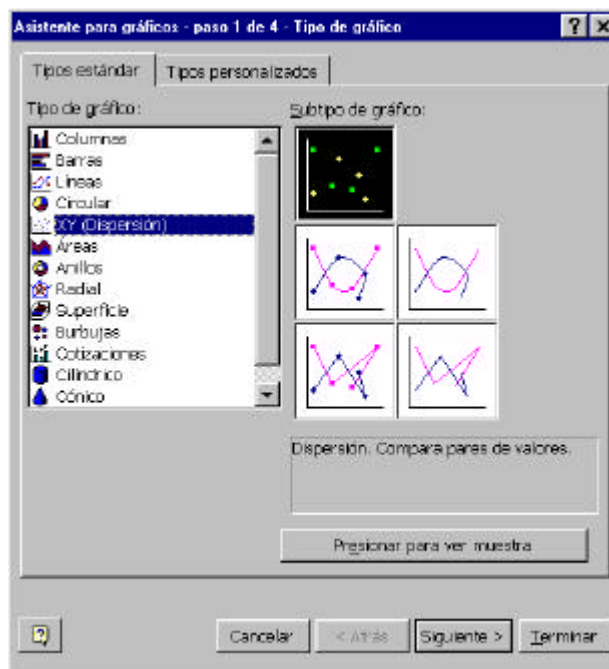 Asistente para gráficos - paso 1 de 4 - Tipo de gráfico
Tipos estándar
Tipos personalizados
Tipo de gráfico:
Subtipo de gráfico:
Columnas
Barras
Líneas
Circular
XY (Dispersión)
Áreas
Anillos
Radial
Superficie
Burbujas
Cotizaciones
Cilíndrico
Cónico
Dispersión. Compara pares de valores.
Presionar para ver muestra
Cancelar
< Atrás
Siguiente >
Terminar